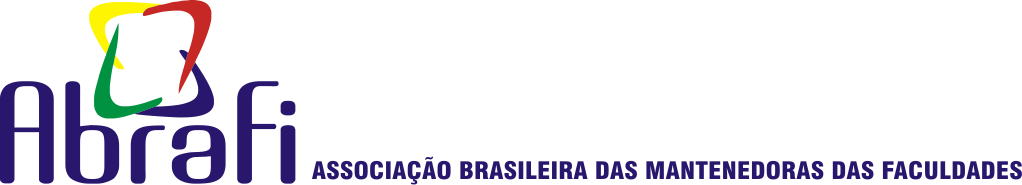 Abrafi
ASSOCIAÇÃO BRASILEIRA DAS MANTENEDORAS DAS FACULDADES